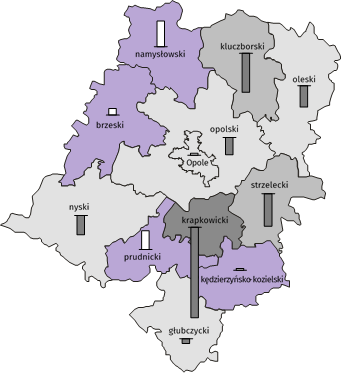 namysłowski
kluczborski
oleski
brzeski
opolski
Opole
strzelecki
nyski
krapkowicki
prudnicki
kędzierzyńsko-kozielski
głubczycki